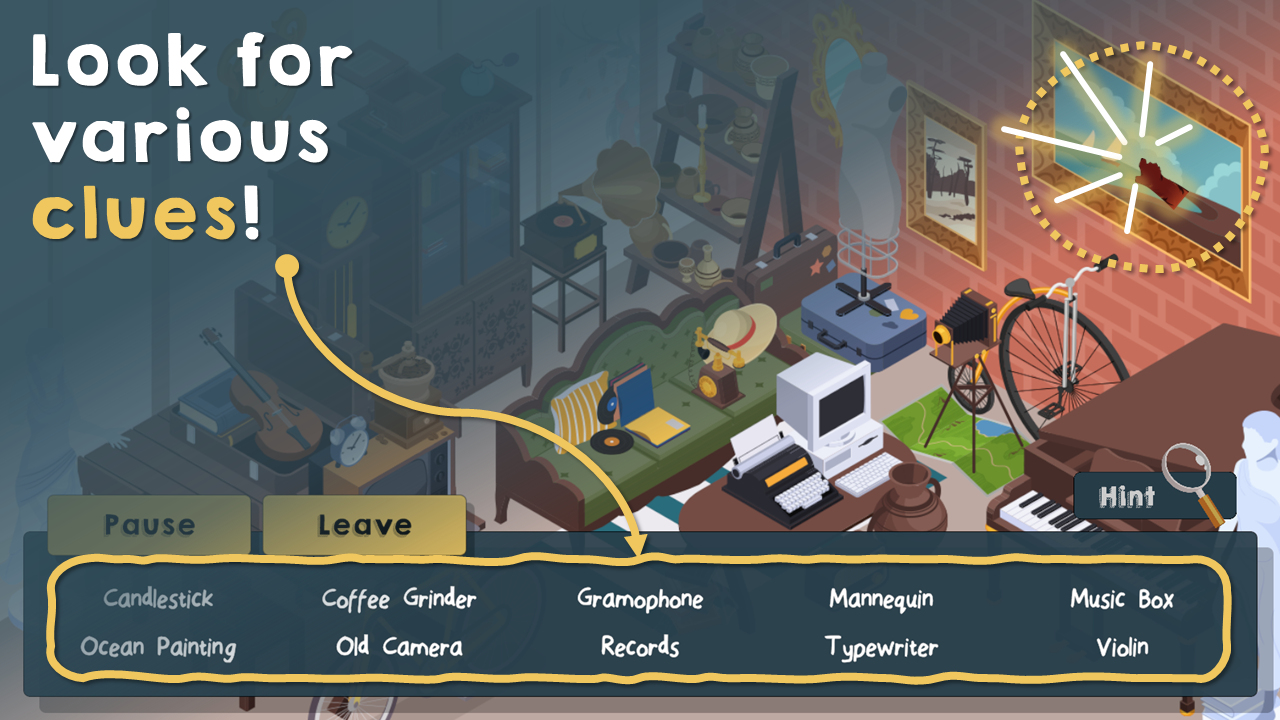 Look for
various
clues!
Pause
Leave
Hint
Candlestick
Coffee Grinder
Gramophone
Mannequin
Music Box
Ocean Painting
Old Camera
Records
Typewriter
Violin